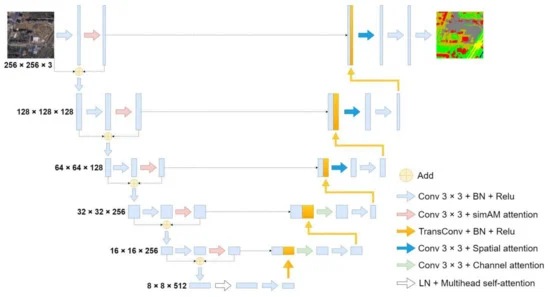 256 × 256 × 3
128 × 128 × 128
64 × 64 × 128
32 × 32 × 256
16 × 16 × 256
8 × 8 × 512
Add
Conv 3 × 3 + BN + Relu
Conv 3 × 3 + simAM attention
TransConv + BN + Relu
Conv 3 × 3 + Spatial attention
Conv 3 × 3 + Channel attention
LN + Multihead self-attention